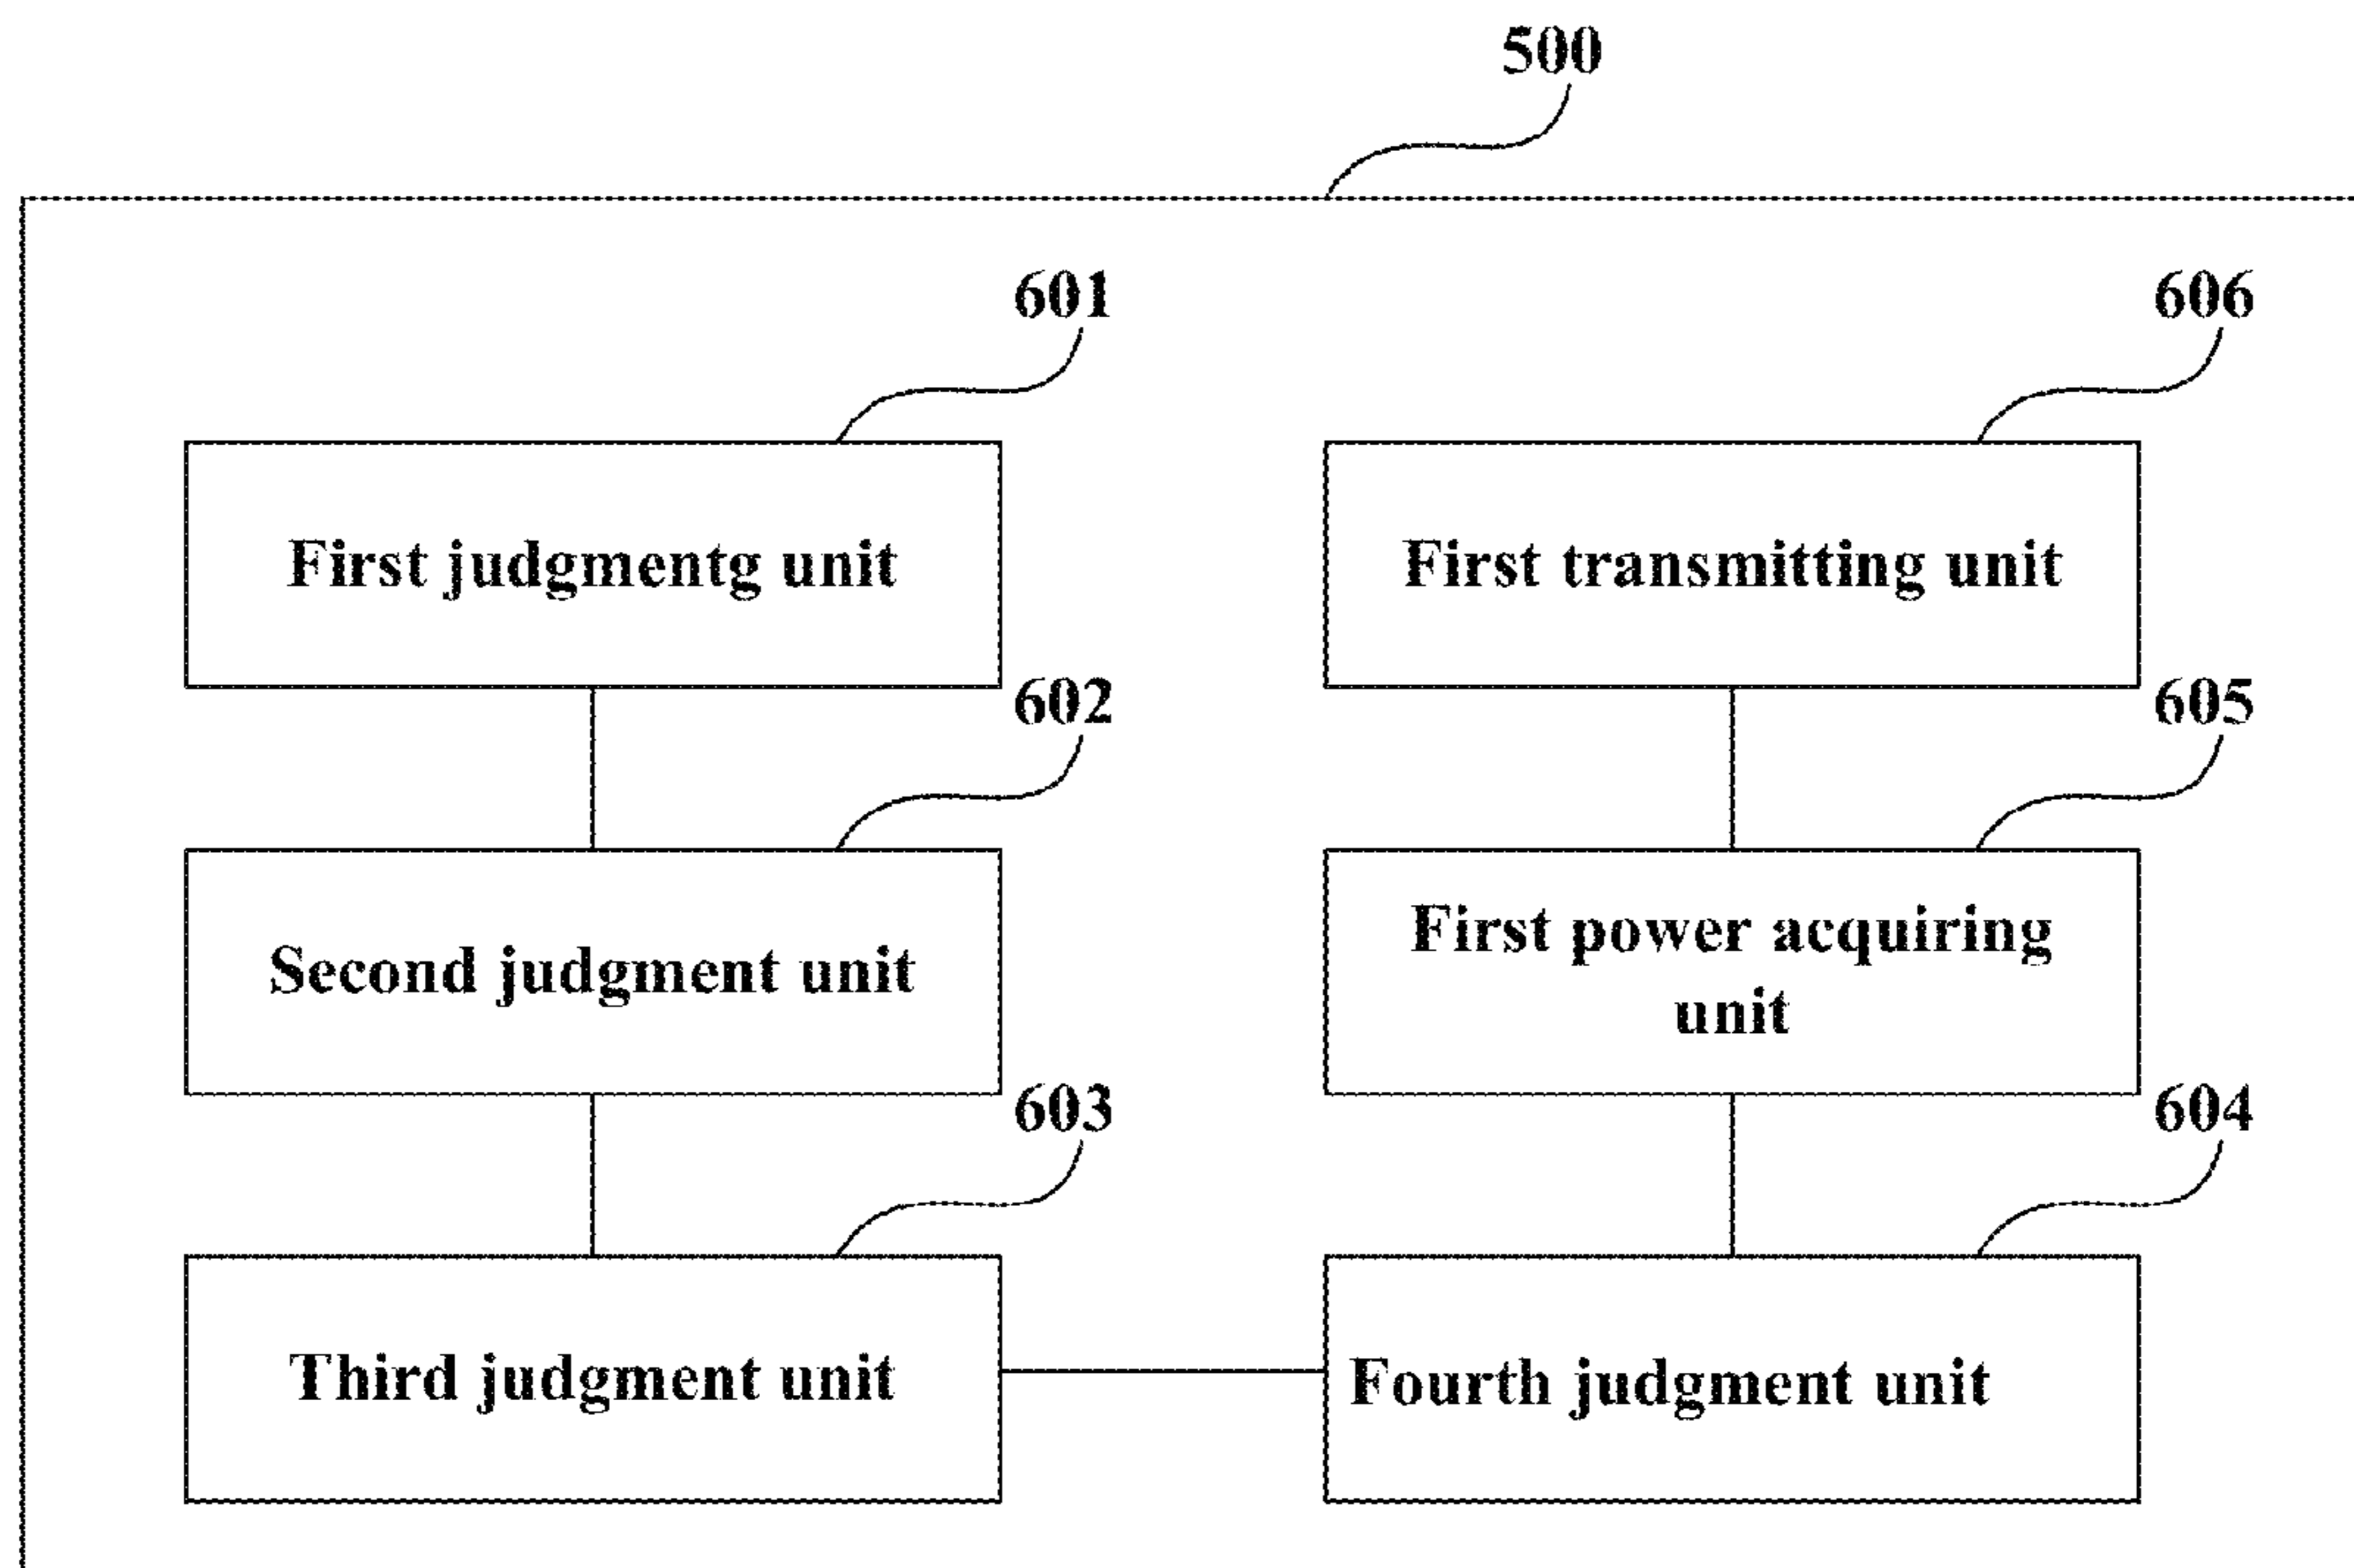 500
601
606
First judgmentg unit
First transmitting unit
602
605
Second judgment unit
First power acquiring
unit
603
604
Third judgment unit
Fourth judgment unit